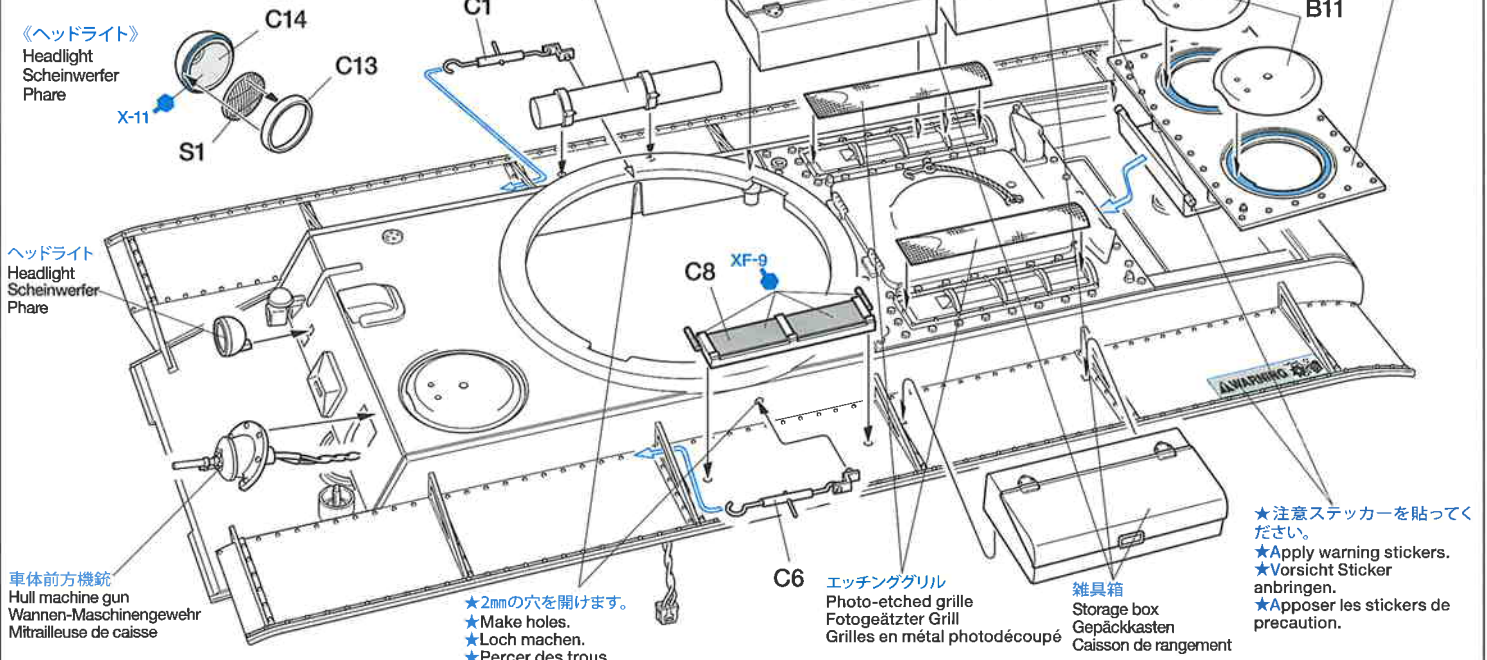 《ヘッドライト》
Headlight
Scheinwerfer
Phare
C14
C13
X-11
S1
C1
B11
ヘッドライト
Headlight
Scheinwerfer
Phare
C8
XF-9
⚠WARNING
車体前方機銃
Hull machine gun
Wannen-Maschinengewehr
Mitrailleuse de caisse
★2mmの穴を開けます。
★Make holes.
★Loch machen.
★Percer des trous
C6
エッチンググリル
Photo-etched grille
Fotogeätzter Grill
Grilles en métal photodécoupé
雑具箱
Storage box
Gepäckkasten
Caisson de rangement
★注意ステッカーを貼ってく
ださい。
★Apply warning stickers.
★Vorsicht Sticker
anbringen.
★Apposer les stickers de
precaution.